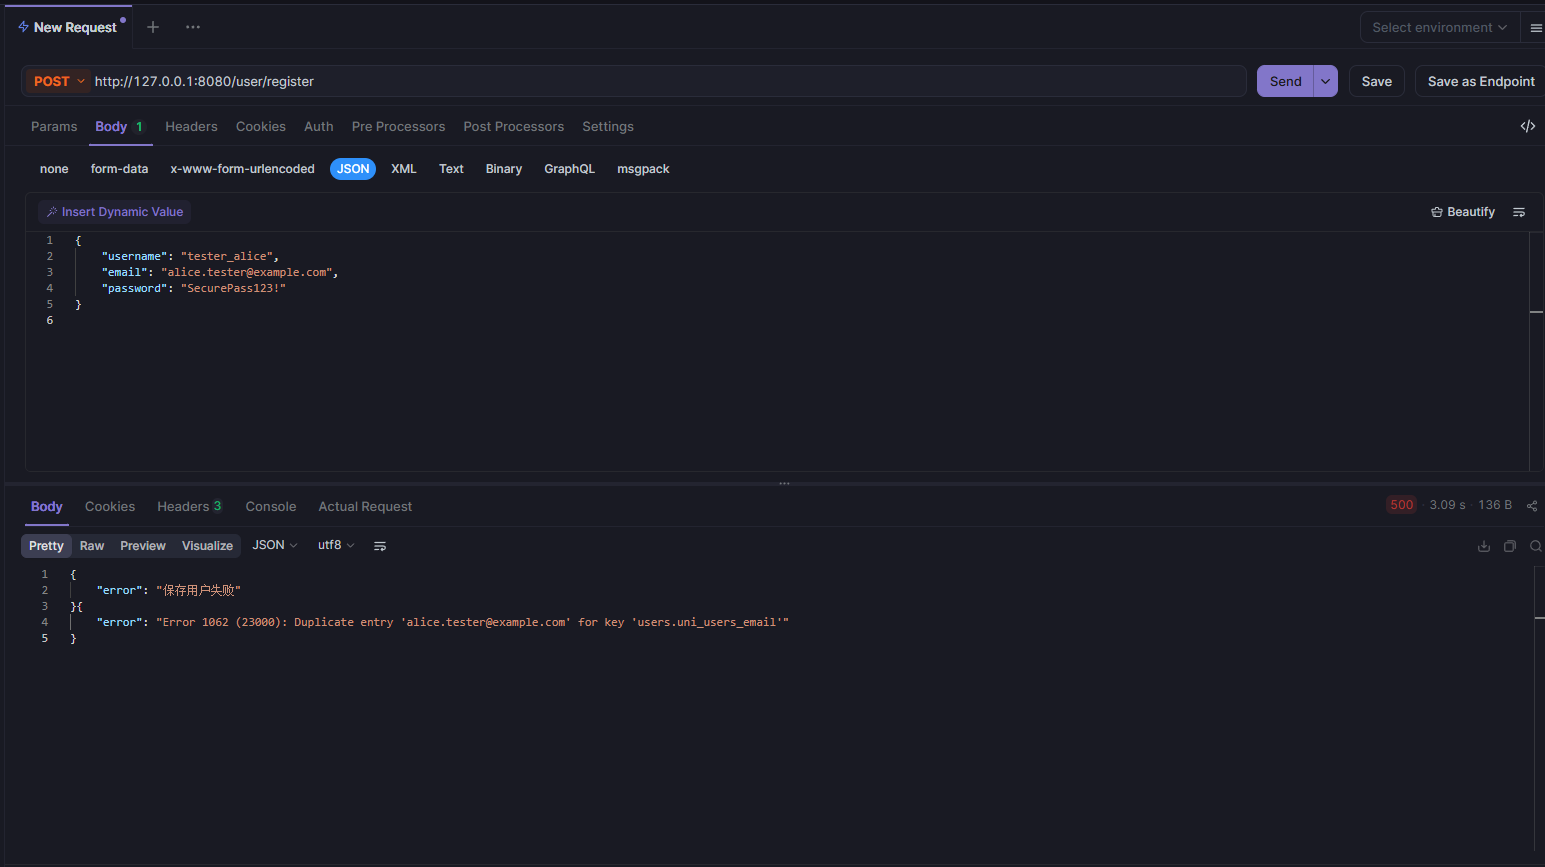 New Request
Select environment
POST http://127.0.0.1:8080/user/register Send Save Save as Endpoint
Params Body 1 Headers Cookies Auth Pre Processors Post Processors Settings
none form-data x-www-form-urlencoded JSON XML Text Binary GraphQL msgpack
Insert Dynamic Value Beautify
1 {
2 "username": "tester_alice",
3 "email": "alice.tester@example.com",
4 "password": "SecurePass123!"
5 }
6
Body Cookies Headers 3 Console Actual Request 500 · 3.09 s · 136 B
Pretty Raw Preview Visualize JSON utf8
1 {
2 "error": "保存用户失败"
3 }{
4 "error": "Error 1062 (23000): Duplicate entry 'alice.tester@example.com' for key 'users.uni_users_email'"
5 }